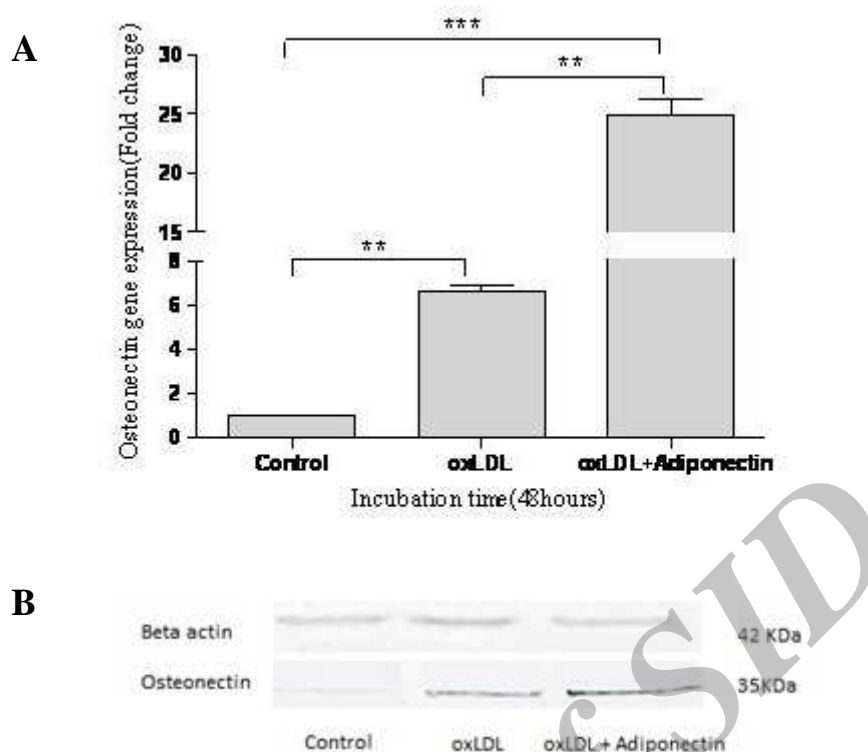 A
***
**
**
Osteonectin gene expression(Fold change)
30
25
20
15
8
6
4
2
0
Control oxLDL oxLDL+Adiponectin
Incubation time(48hours)
B
Beta actin 42 KDa
Osteonectin 35KDa
Control oxLDL oxLDL+ Adiponectin
SID